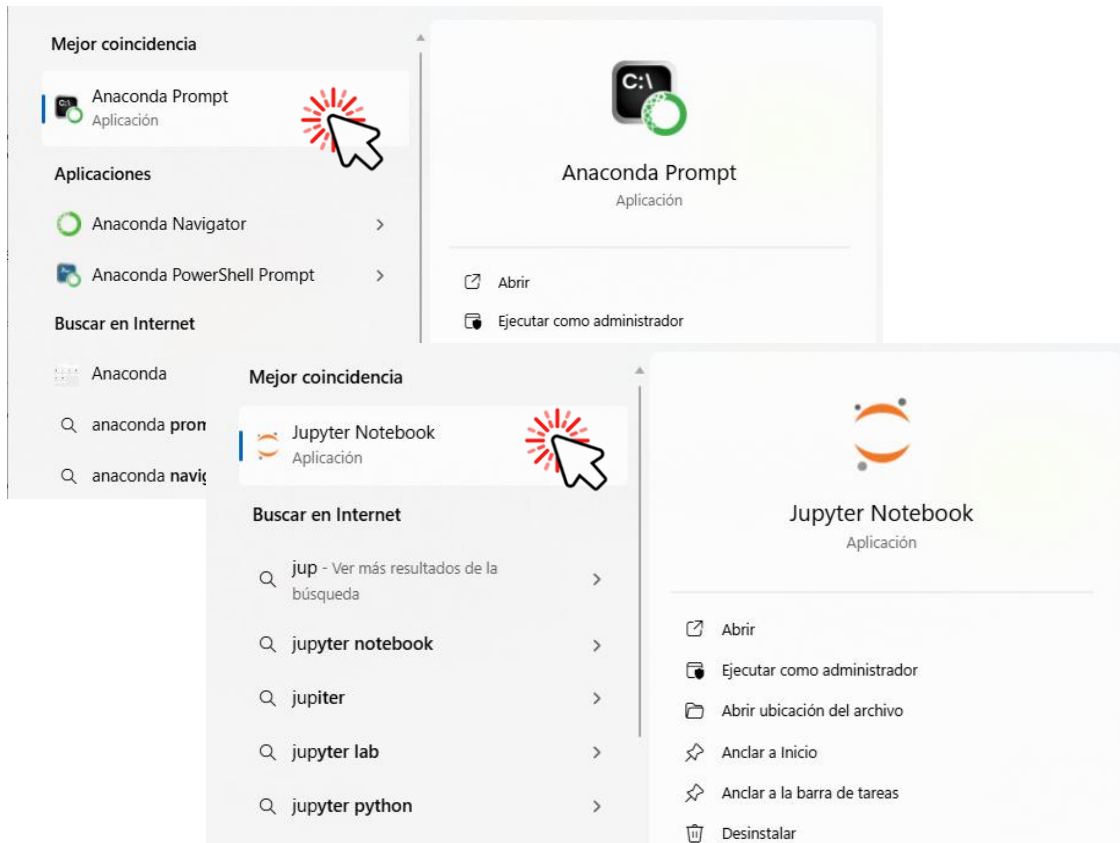 Mejor coincidencia
Anaconda Prompt
Aplicación
Aplicaciones
Anaconda Navigator
Anaconda PowerShell Prompt
Buscar en Internet
Anaconda
anaconda prom
anaconda navig
C:\
Anaconda Prompt
Aplicación
Abrir
Ejecutar como administrador
Mejor coincidencia
Jupyter Notebook
Aplicación
Buscar en Internet
jup - Ver más resultados de la
búsqueda
jupyter notebook
jupiter
jupyter lab
jupyter python
Jupyter Notebook
Aplicación
Abrir
Ejecutar como administrador
Abrir ubicación del archivo
Anclar a Inicio
Anclar a la barra de tareas
Desinstalar